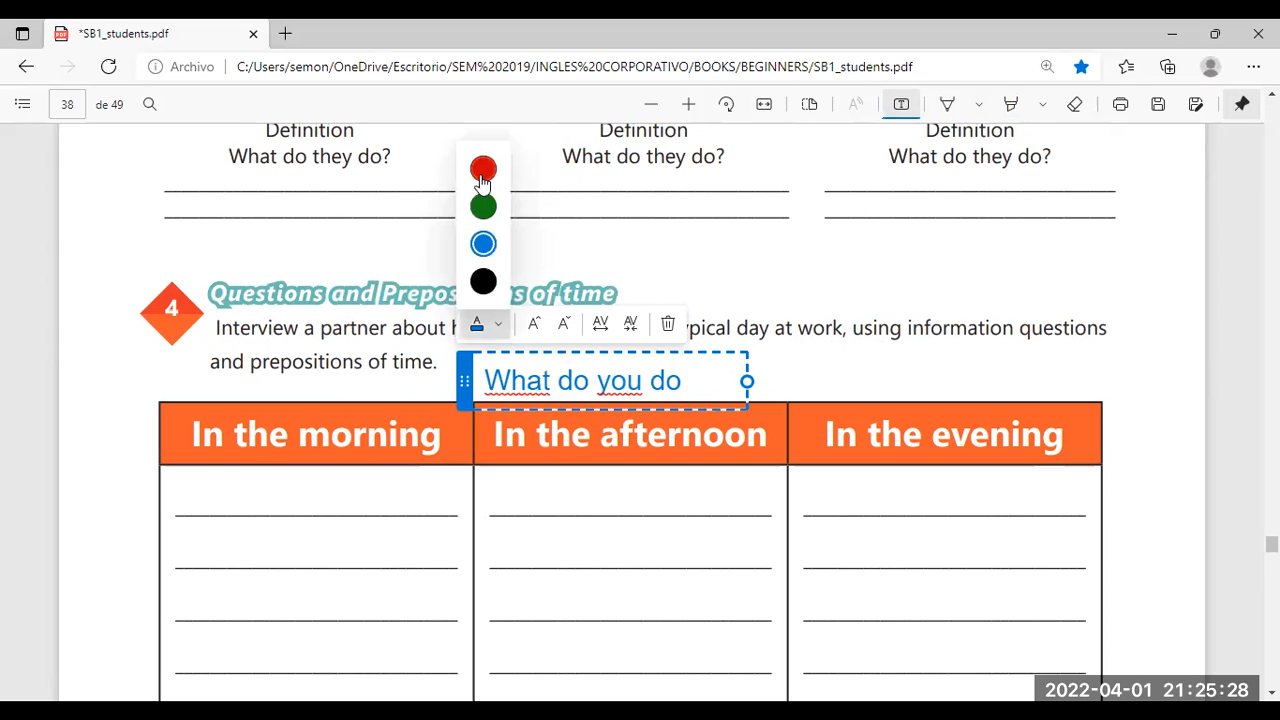 *SB1_students.pdf
Archivo C:/Users/semon/OneDrive/Escritorio/SEM%202019/INGLES%20CORPORATIVO/BOOKS/BEGINNERS/SB1_students.pdf
38 de 49
Definition Definition Definition
What do they do? What do they do? What do they do?
4 Questions and Prepos of time
Interview a partner about h ypical day at work, using information questions
and prepositions of time.
What do you do
In the morning In the afternoon In the evening
2022-04-01 21:25:28